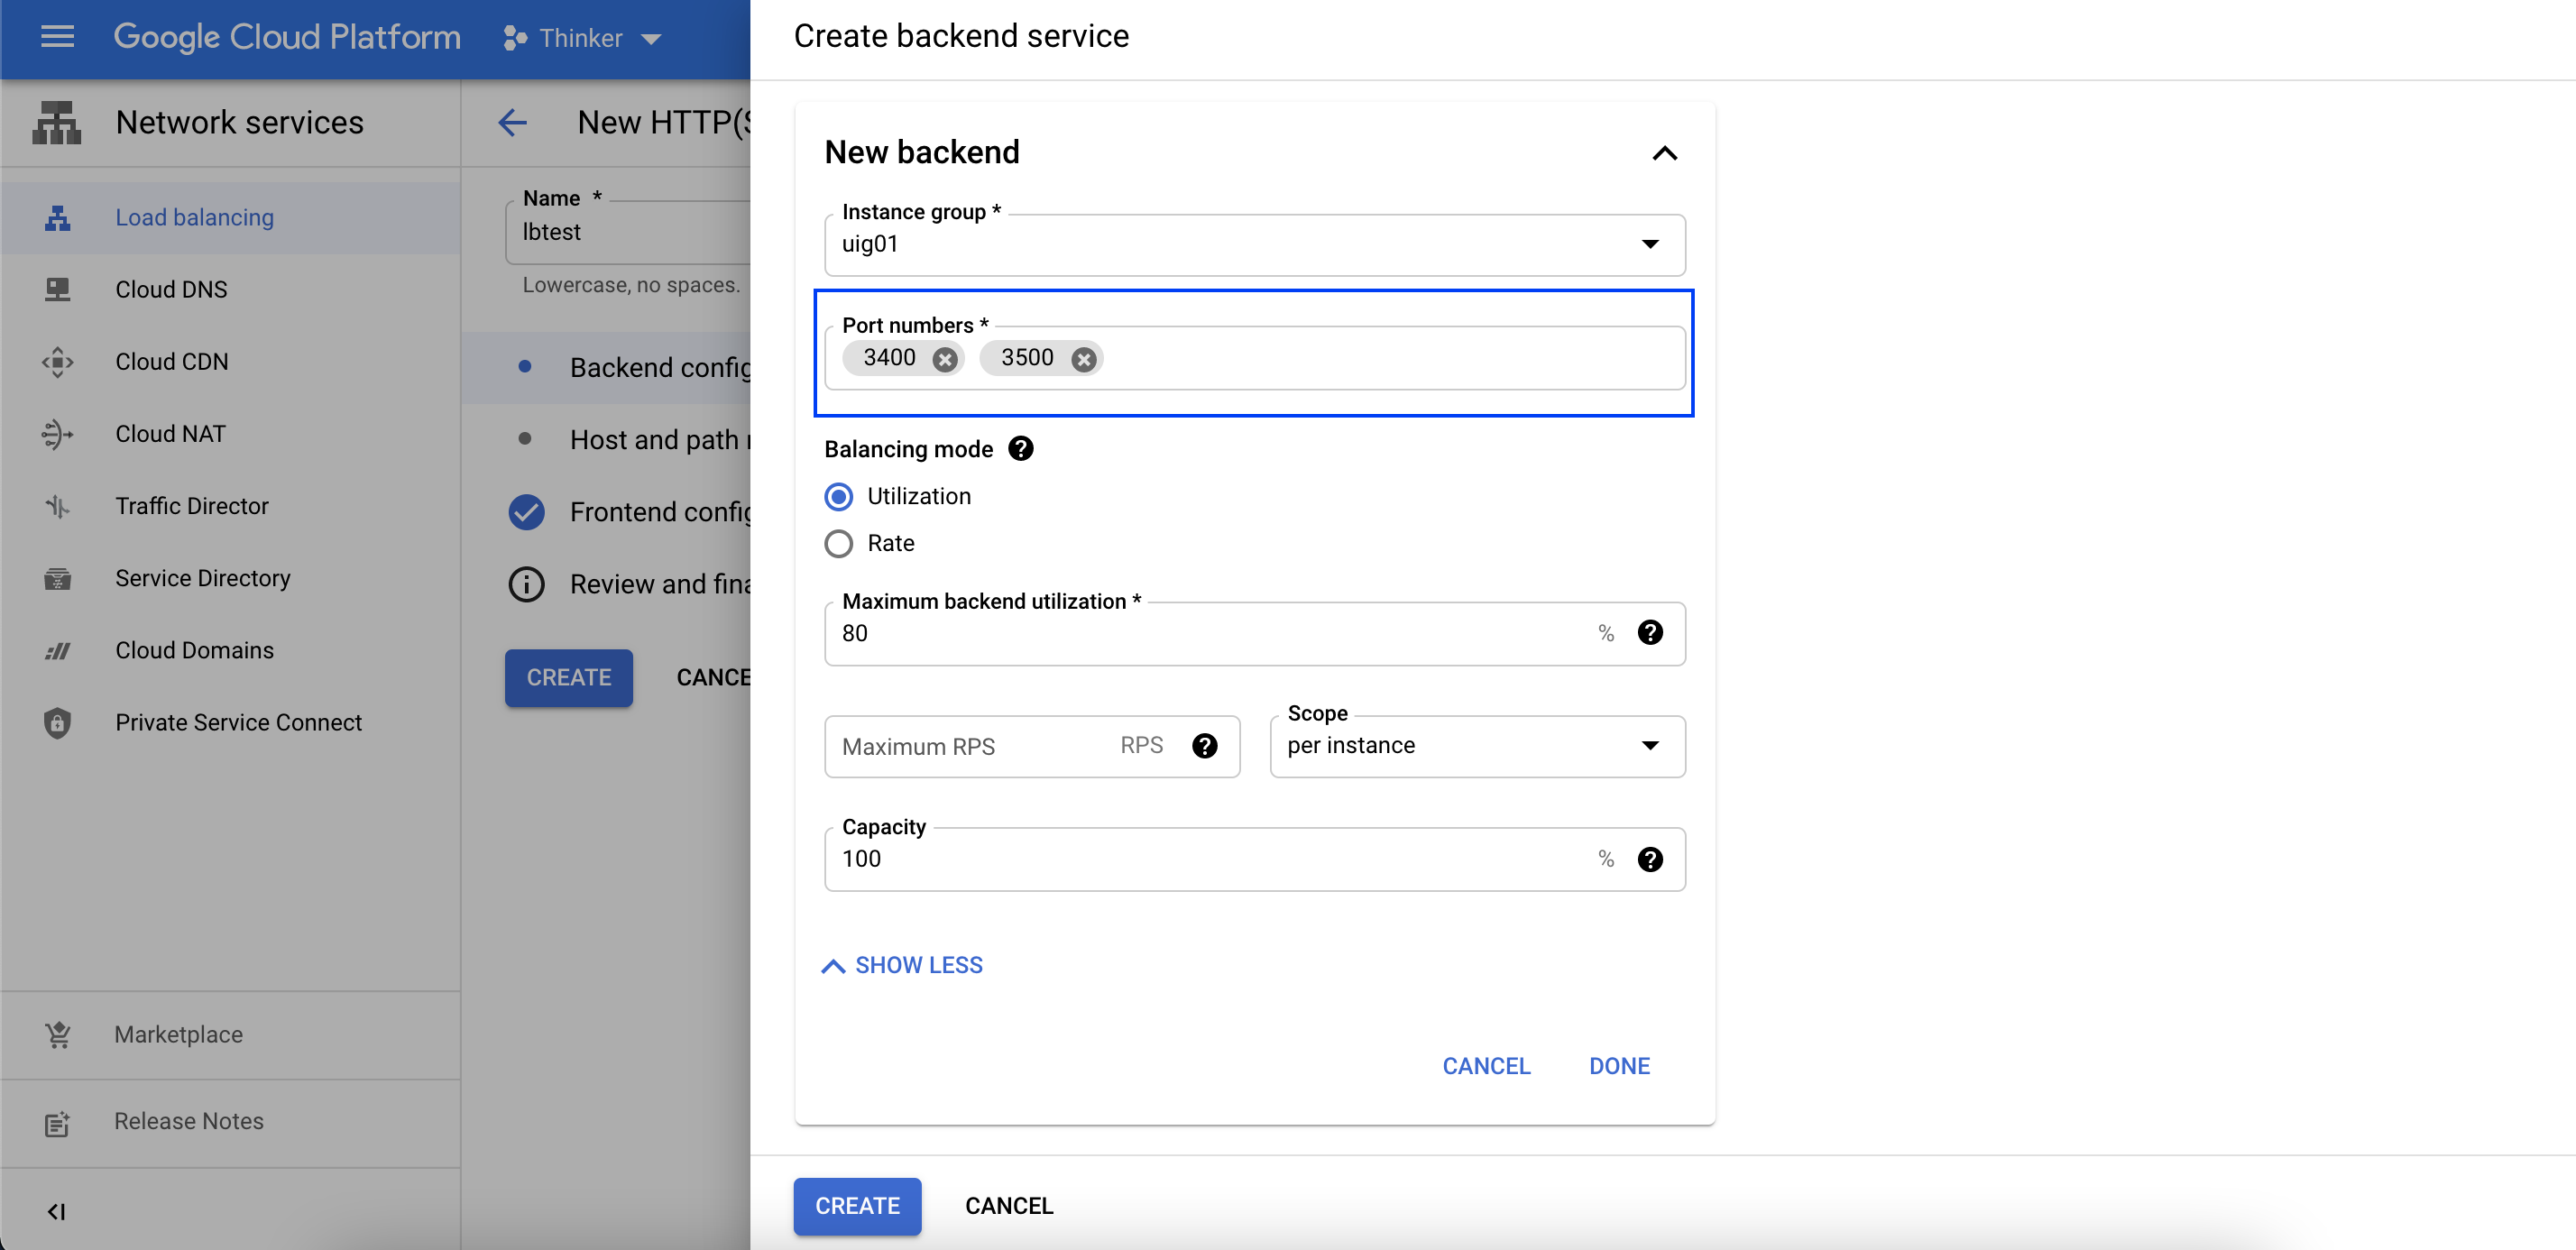 Google Cloud Platform
Thinker
Network services
Load balancing
Cloud DNS
Cloud CDN
Cloud NAT
Traffic Director
Service Directory
Cloud Domains
Private Service Connect
Marketplace
Release Notes
New HTTP(S
Name *
lbtest
Lowercase, no spaces.
Backend config
Host and path r
Frontend config
Review and fina
CREATE
CANCE
Create backend service
New backend
Instance group *
uig01
Port numbers *
3400 3500
Balancing mode
Utilization
Rate
Maximum backend utilization *
80 %
Maximum RPS RPS
Scope
per instance
Capacity
100 %
SHOW LESS
CANCEL DONE
CREATE CANCEL